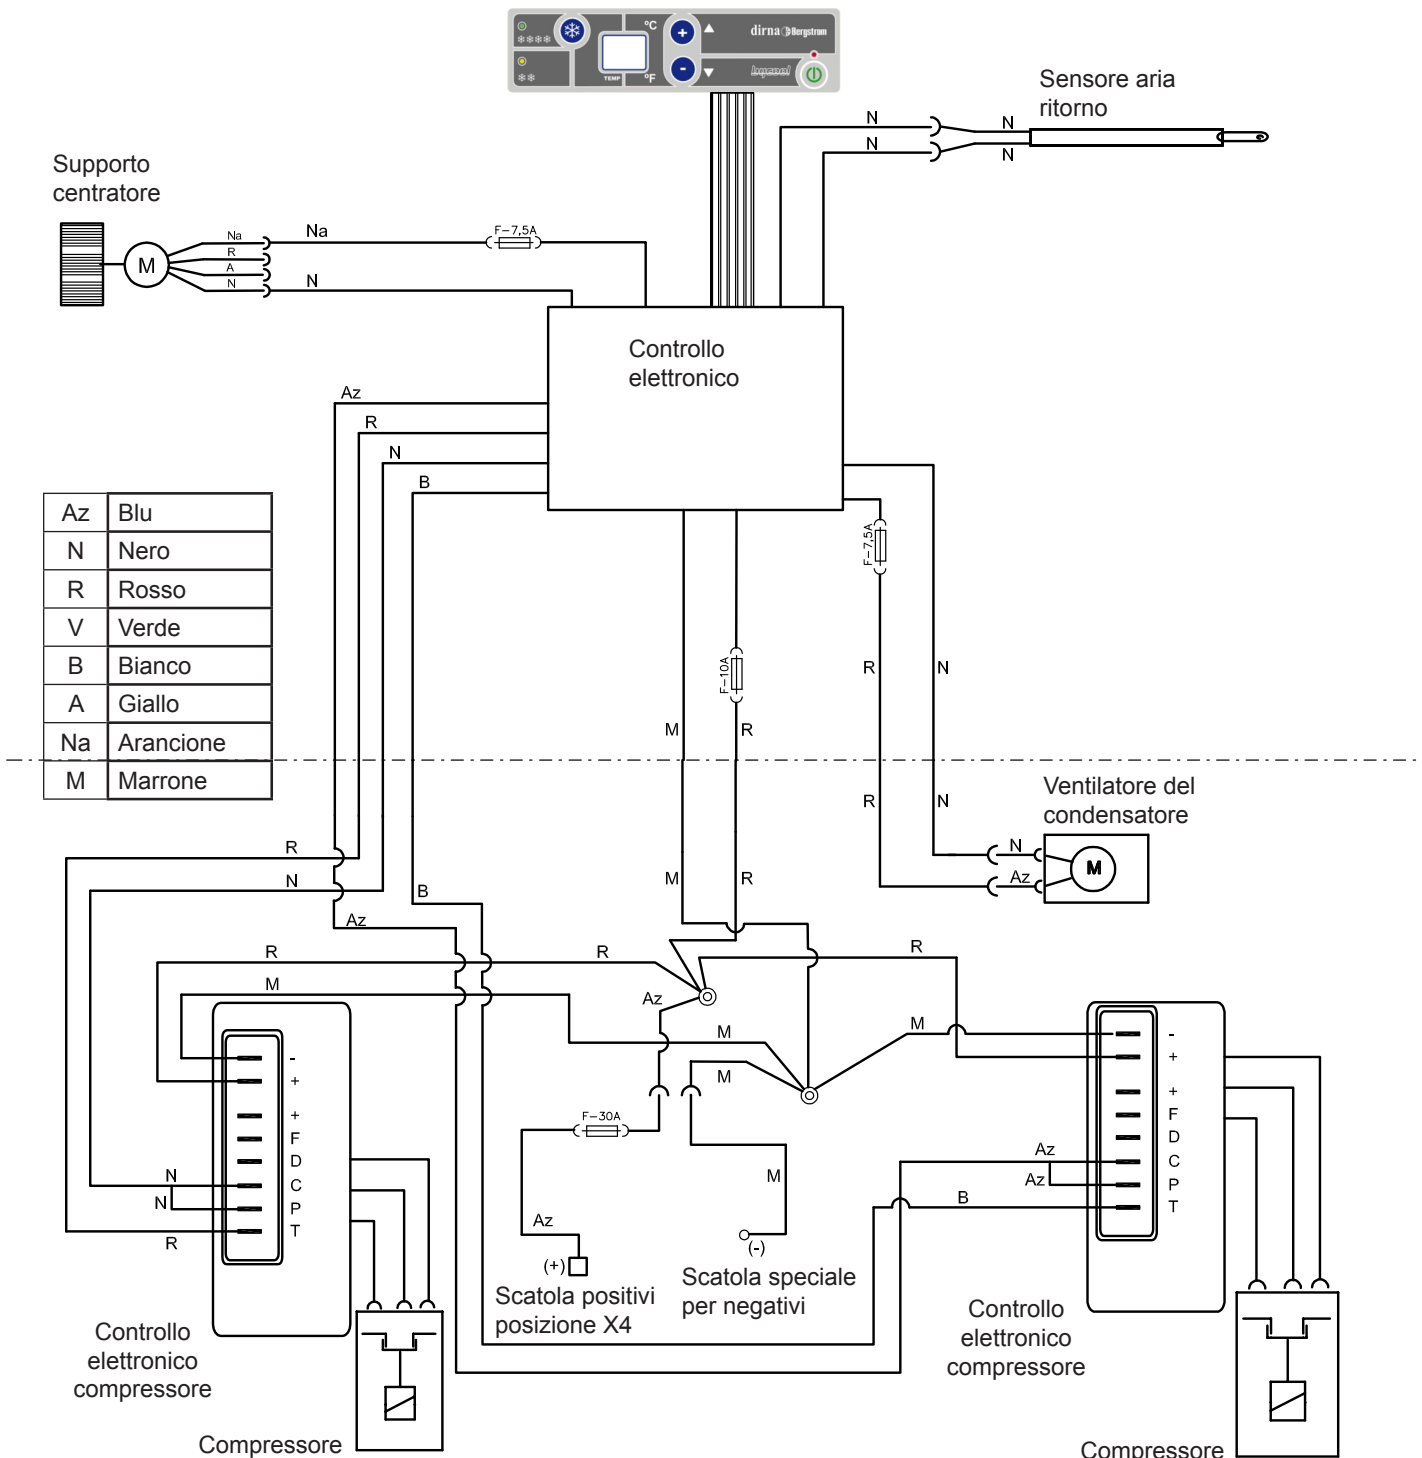 °C
dirna Bergstrom
TEMP
°F
bycool
Sensore aria
ritorno
N
N
N
N
Supporto
centratore
Na
R
A
N
Na
N
F-7,5A
M
Controllo
elettronico
Az
R
N
B
Az Blu
N Nero
R Rosso
V Verde
B Bianco
A Giallo
Na Arancione
M Marrone
F-7,5A
F-10A
R
N
M
R
Ventilatore del
condensatore
R
N
N
Az
M
R
N
M
R
B
Az
R
R
R
M
Az
M
M
M
-
+
+
F
D
C
P
T
N
N
R
-
+
+
F
D
C
P
T
Az
Az
B
F-30A
Az
M
(+)
(-)
Scatola positivi
posizione X4
Scatola speciale
per negativi
Controllo
elettronico
compressore
Controllo
elettronico
compressore
Compressore
Compressore